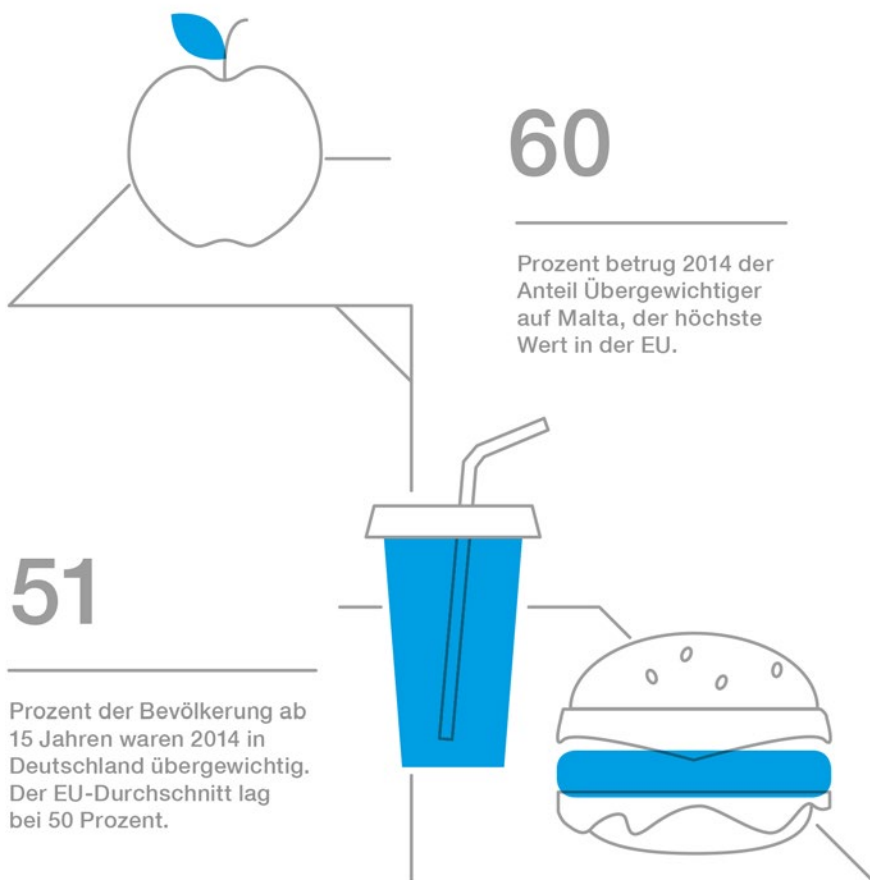 60
Prozent betrug 2014 der
Anteil Übergewichtiger
auf Malta, der höchste
Wert in der EU.
51
Prozent der Bevölkerung ab
15 Jahren waren 2014 in
Deutschland übergewichtig.
Der EU-Durchschnitt lag
bei 50 Prozent.